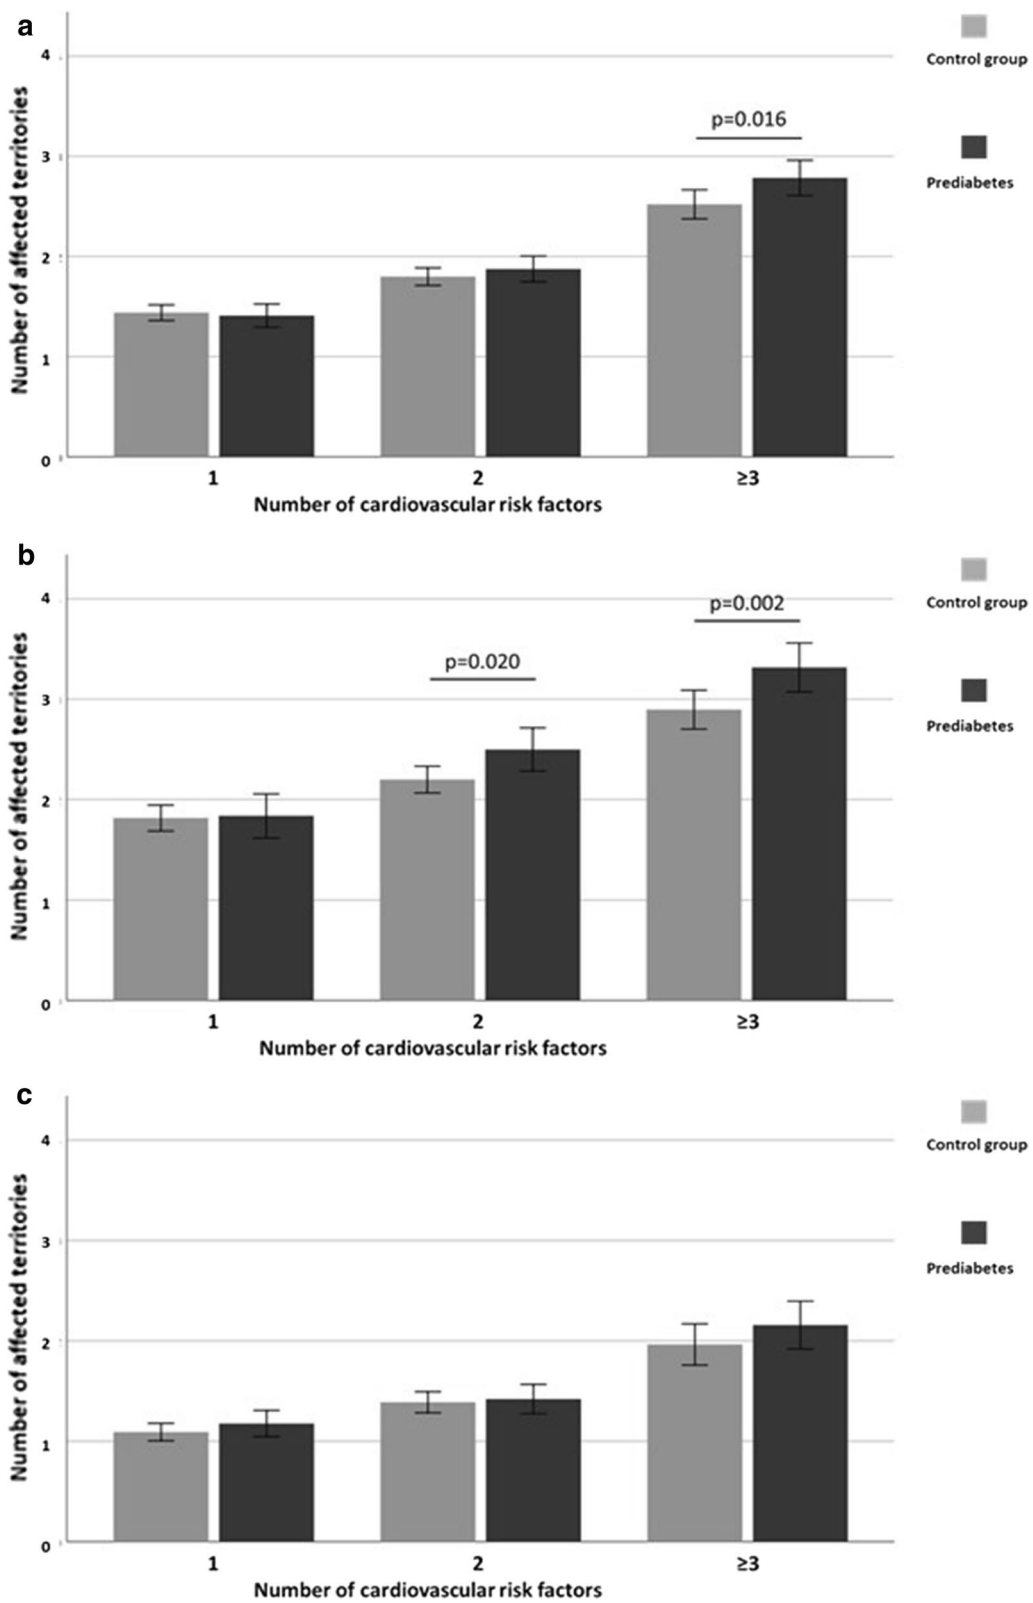 a
Control group
Prediabetes
Number of affected territories
4
3
2
1
0
p=0.016
1 2 ≥3
Number of cardiovascular risk factors
b
Control group
Prediabetes
Number of affected territories
4
3
2
1
0
p=0.020
p=0.002
1 2 ≥3
Number of cardiovascular risk factors
c
Control group
Prediabetes
Number of affected territories
4
3
2
1
0
1 2 ≥3
Number of cardiovascular risk factors